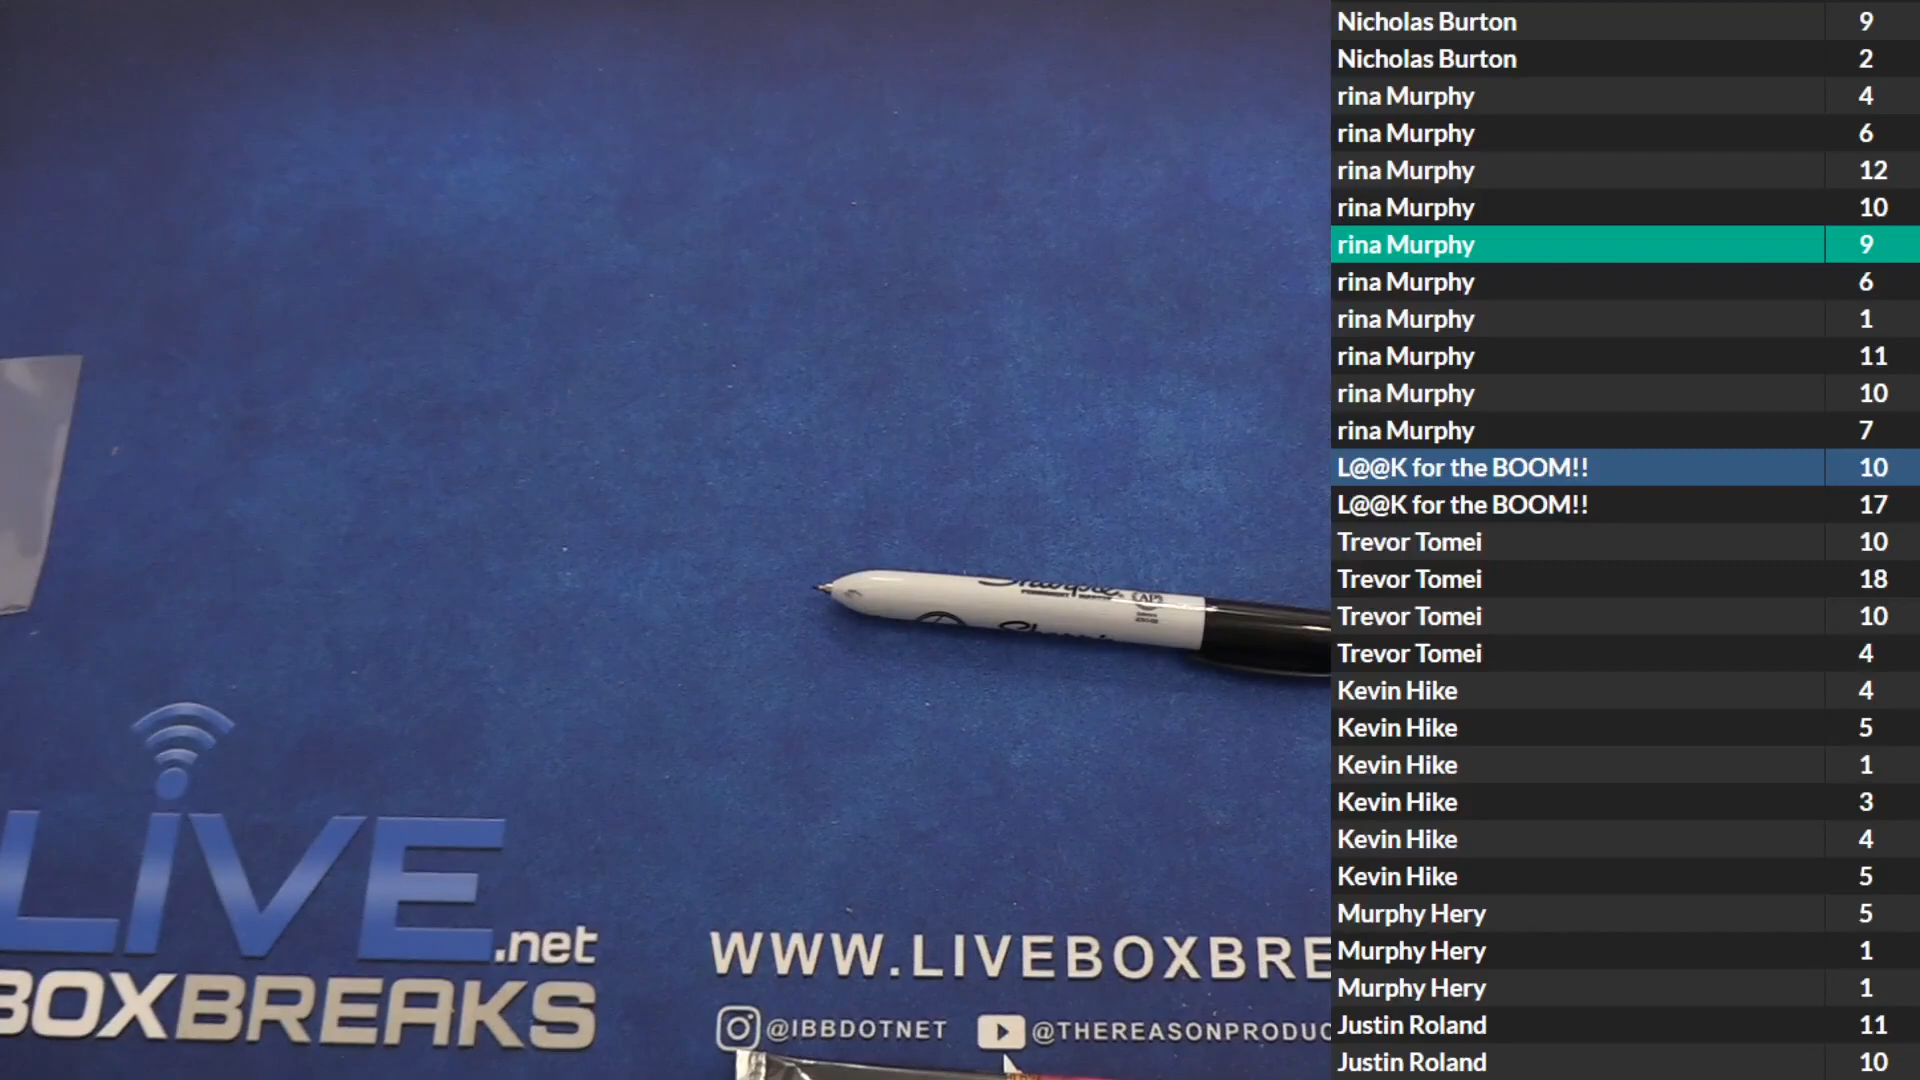 Nicholas Burton 9
Nicholas Burton 2
rina Murphy 4
rina Murphy 6
rina Murphy 12
rina Murphy 10
rina Murphy 9
rina Murphy 6
rina Murphy 1
rina Murphy 11
rina Murphy 10
rina Murphy 7
L@@K for the BOOM!! 10
L@@K for the BOOM!! 17
Trevor Tomei 10
Trevor Tomei 18
Trevor Tomei 10
Trevor Tomei 4
Kevin Hike 4
Kevin Hike 5
Kevin Hike 1
Kevin Hike 3
Kevin Hike 4
Kevin Hike 5
Murphy Hery 5
Murphy Hery 1
Murphy Hery 1
Justin Roland 11
Justin Roland 10
Sharpie
LiVE
.net
BOXBREAKS
WWW.LIVEBOXBRE
@IBBDOTNET @THEREASONPRODUC